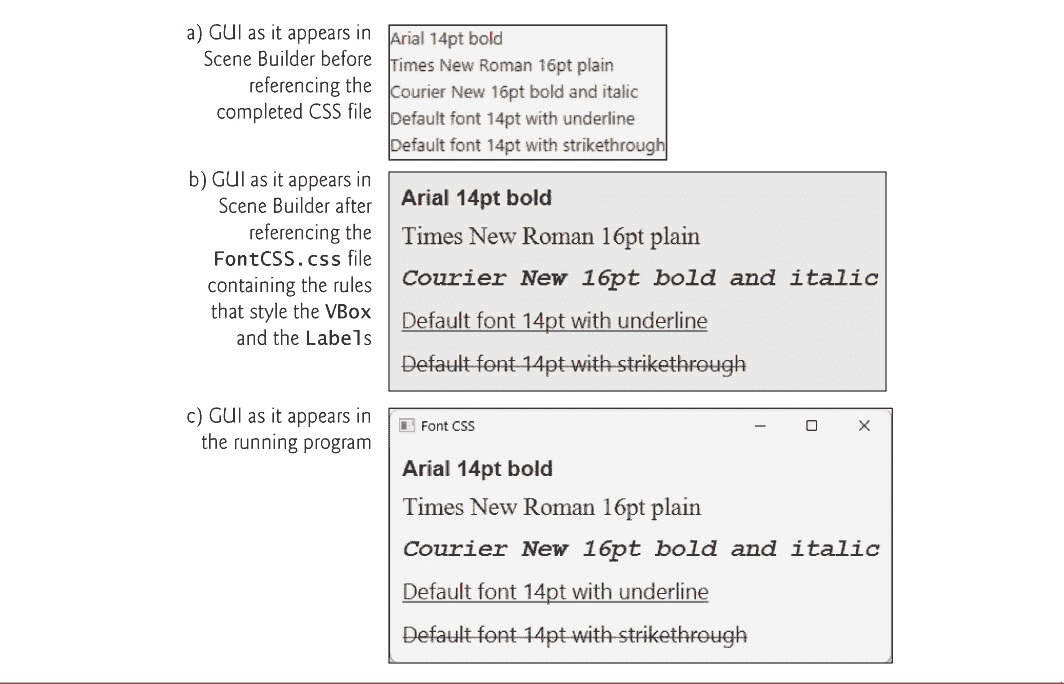 a) GUI as it appears in
Scene Builder before
referencing the
completed CSS file
Arial 14pt bold
Times New Roman 16pt plain
Courier New 16pt bold and italic
Default font 14pt with underline
Default font 14pt with strikethrough
b) GUI as it appears in
Scene Builder after
referencing the
FontCSS.css file
containing the rules
that style the VBox
and the Labels
Arial 14pt bold
Times New Roman 16pt plain
Courier New 16pt bold and italic
Default font 14pt with underline
Default font 14pt with strikethrough
c) GUI as it appears in
the running program
Font CSS
Arial 14pt bold
Times New Roman 16pt plain
Courier New 16pt bold and italic
Default font 14pt with underline
Default font 14pt with strikethrough